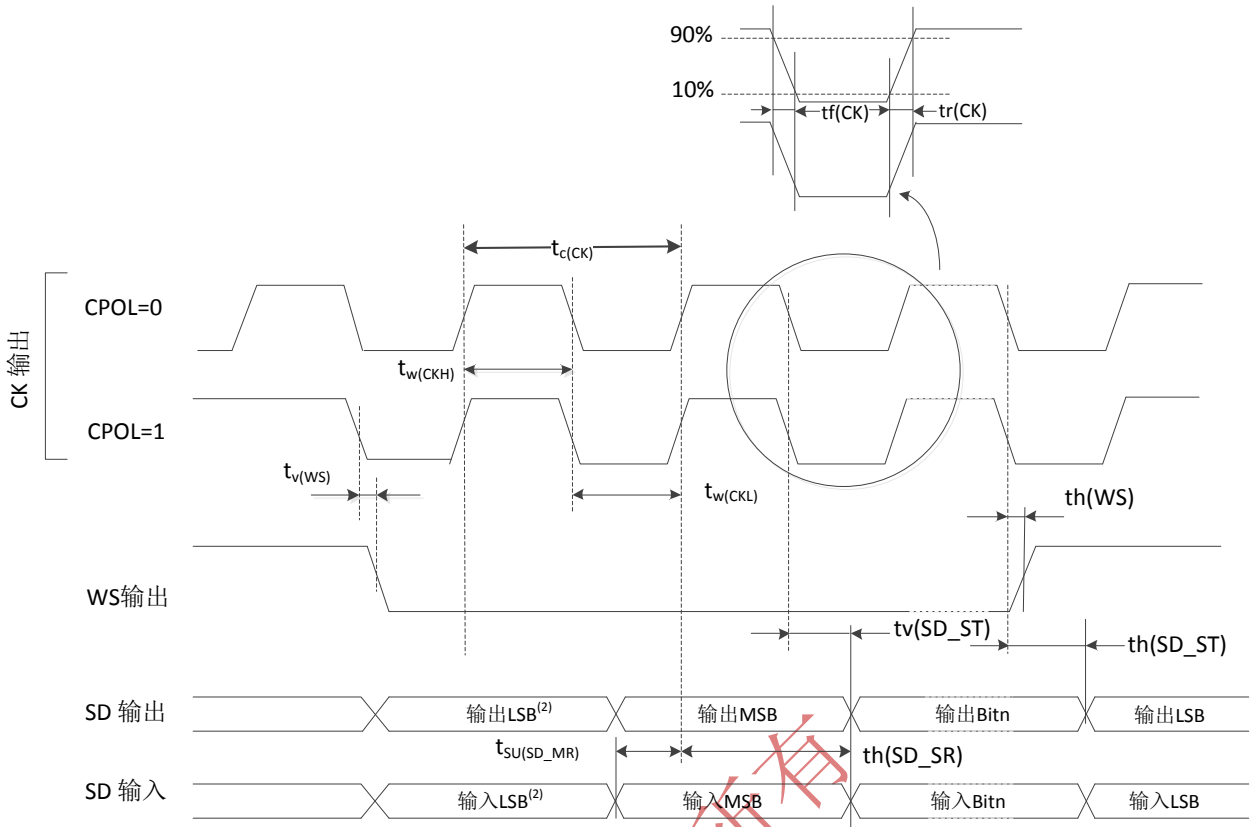 90%
10%
tf(CK)
tr(CK)
tc(CK)
CK 输出
CPOL=0
tw(CKH)
CPOL=1
tv(WS)
tw(CKL)
th(WS)
WS输出
tv(SD_ST)
th(SD_ST)
SD 输出
输出LSB(2)
输出MSB
输出Bitn
输出LSB
tSU(SD_MR)
th(SD_SR)
SD 输入
输入LSB(2)
输入MSB
输入Bitn
输入LSB
所有